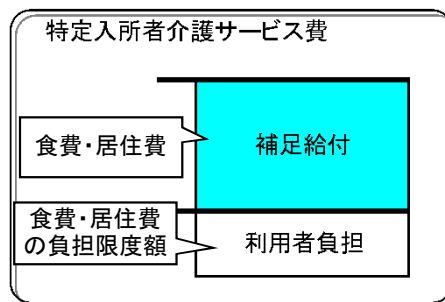 特定入所者介護サービス費
食費・居住費
補足給付
食費・居住費
の負担限度額
利用者負担